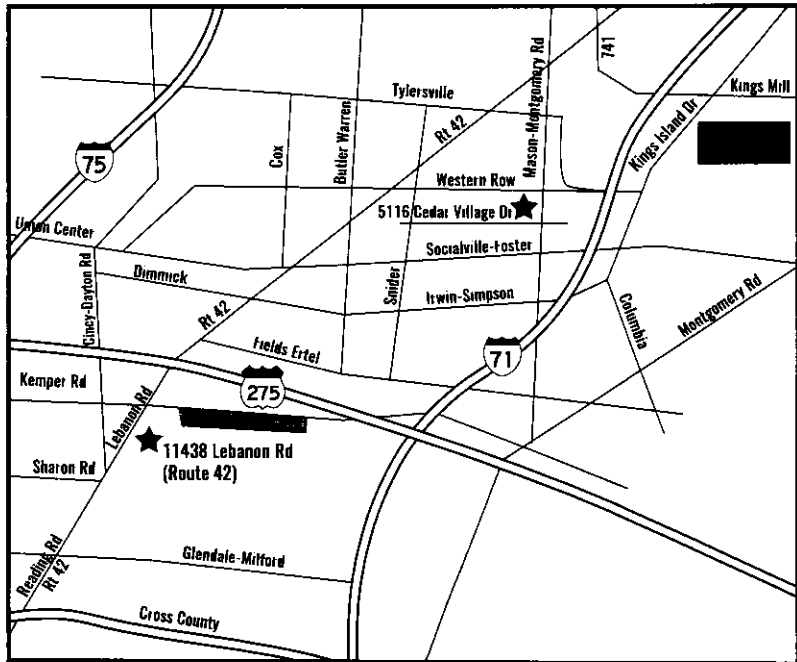 741
Mason-Montgomery Rd
Kings Mill
Tylersville
Rt 42
Kings Island Dr
Butler Warren
Cox
75
Western Row
5116 Cedar Village Dr
Union Center
Socialville-Foster
Cincy-Dayton Rd
Dimmick
Snider
Irwin-Simpson
Columbia
Montgomery Rd
Rt 42
Fields Ertel
71
275
Kemper Rd
Lebanon Rd
11438 Lebanon Rd
(Route 42)
Sharon Rd
Reading Rd
Rt 42
Glendale-Milford
Cross County